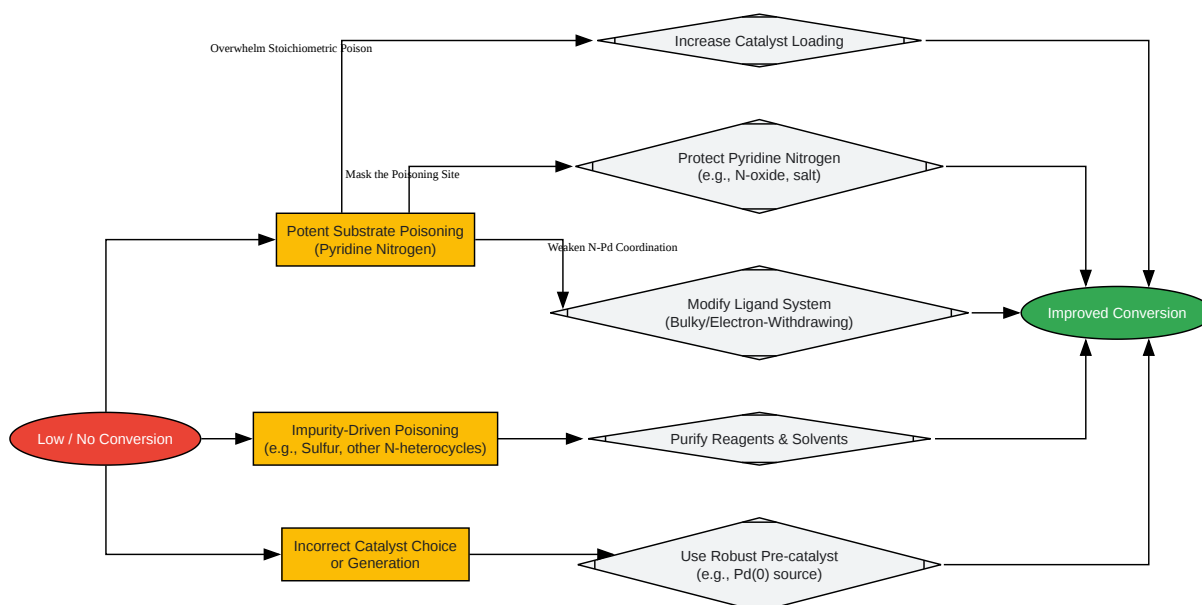 Overwhelm Stoichiometric Poison
Increase Catalyst Loading
Mask the Poisoning Site
Protect Pyridine Nitrogen
(e.g., N-oxide, salt)
Potent Substrate Poisoning
(Pyridine Nitrogen)
Weaken N-Pd Coordination
Modify Ligand System
(Bulky/Electron-Withdrawing)
Improved Conversion
Low / No Conversion
Impurity-Driven Poisoning
(e.g., Sulfur, other N-heterocycles)
Purify Reagents & Solvents
Incorrect Catalyst Choice
or Generation
Use Robust Pre-catalyst
(e.g., Pd(0) source)